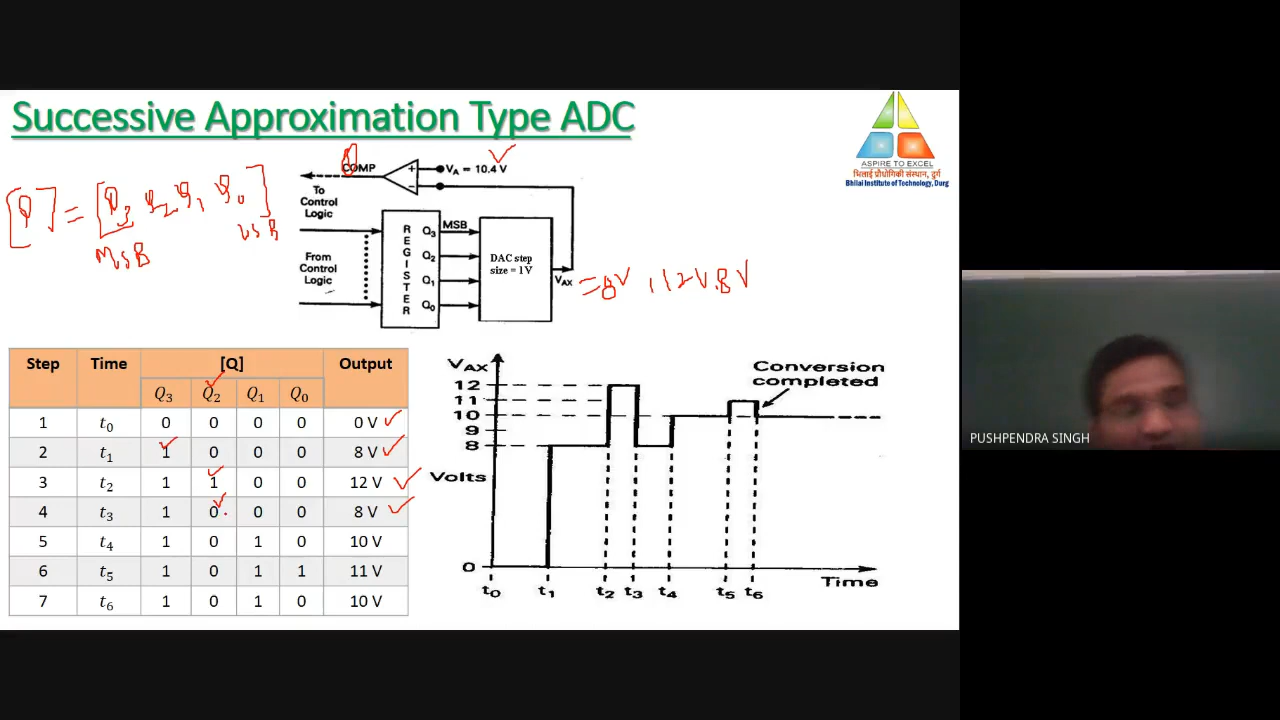 Successive Approximation Type ADC
ASPIRE TO EXCEL
भिलाई प्रौद्योगिकी संस्थान, दुर्ग
Bhilai Institute of Technology, Durg
COMP
VA = 10.4 V
To
Control
Logic
From
Control
Logic
REGISTER
Q3
Q2
Q1
Q0
MSB
DAC step
size = 1V
VAX
= 8V, 12V, 8V
[Q] = [Q3 Q2 Q1 Q0]
MSB
LSB
Step Time [Q] Output
Q3 Q2 Q1 Q0
1 t0 0 0 0 0 0 V
2 t1 1 0 0 0 8 V
3 t2 1 1 0 0 12 V
4 t3 1 0 0 0 8 V
5 t4 1 0 1 0 10 V
6 t5 1 0 1 1 11 V
7 t6 1 0 1 0 10 V
VAX
12
11
10
9
8
Volts
0
t0 t1 t2 t3 t4 t5 t6
Time
Conversion
completed
PUSHPENDRA SINGH